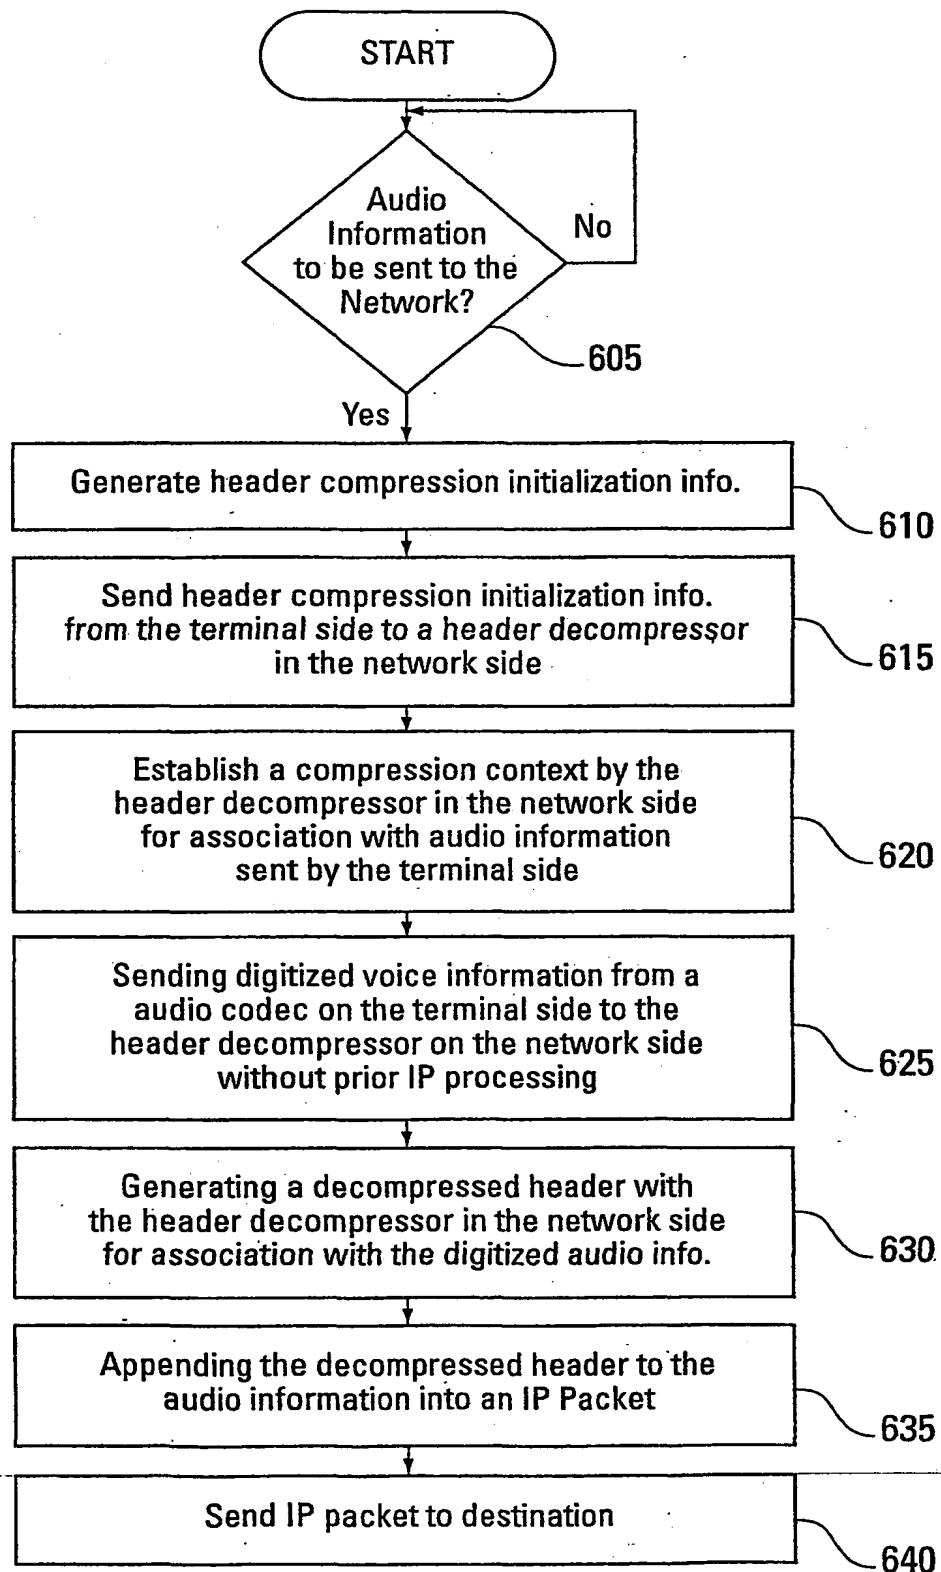 START
Audio
Information
to be sent to the
Network?
No
605
Yes
Generate header compression initialization info.
610
Send header compression initialization info.
from the terminal side to a header decompressor
in the network side
615
Establish a compression context by the
header decompressor in the network side
for association with audio information
sent by the terminal side
620
Sending digitized voice information from a
audio codec on the terminal side to the
header decompressor on the network side
without prior IP processing
625
Generating a decompressed header with
the header decompressor in the network side
for association with the digitized audio info.
630
Appending the decompressed header to the
audio information into an IP Packet
635
Send IP packet to destination
640